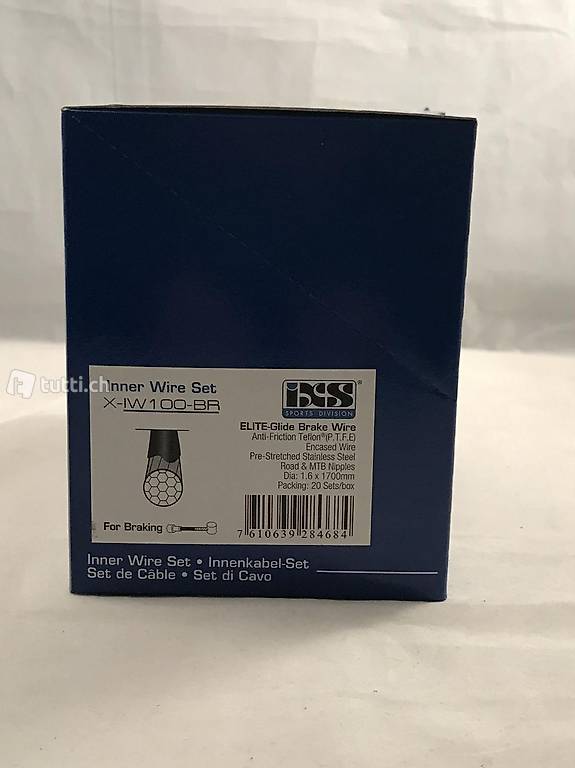 tutti.ch
Inner Wire Set
X-IW100-BR
iXS®
SPORTS DIVISION
ELITE-Glide Brake Wire
Anti-Friction Teflon®(P.T.F.E)
Encased Wire
Pre-Stretched Stainless Steel
Road & MTB Nipples
Dia: 1.6 x 1700mm
Packing: 20 Sets/box
For Braking
7 610639 284684
Inner Wire Set • Innenkabel-Set
Set de Câble • Set di Cavo